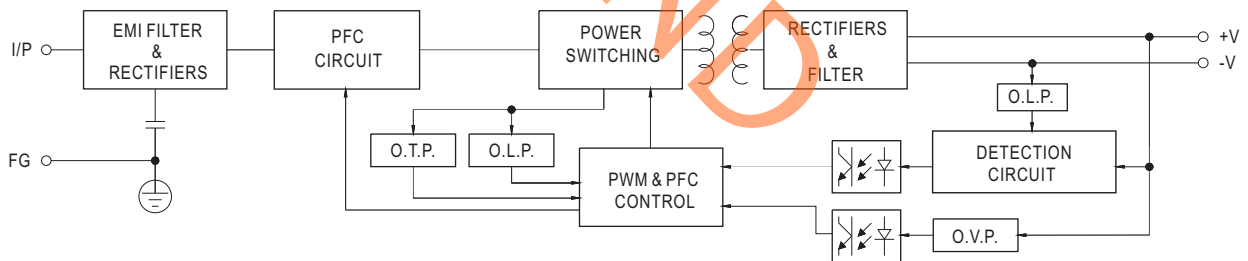 EMI FILTER
&
RECTIFIERS
PFC
CIRCUIT
POWER
SWITCHING
RECTIFIERS
&
FILTER
I/P
+V
-V
O.L.P.
O.T.P.
O.L.P.
FG
PWM & PFC
CONTROL
DETECTION
CIRCUIT
O.V.P.